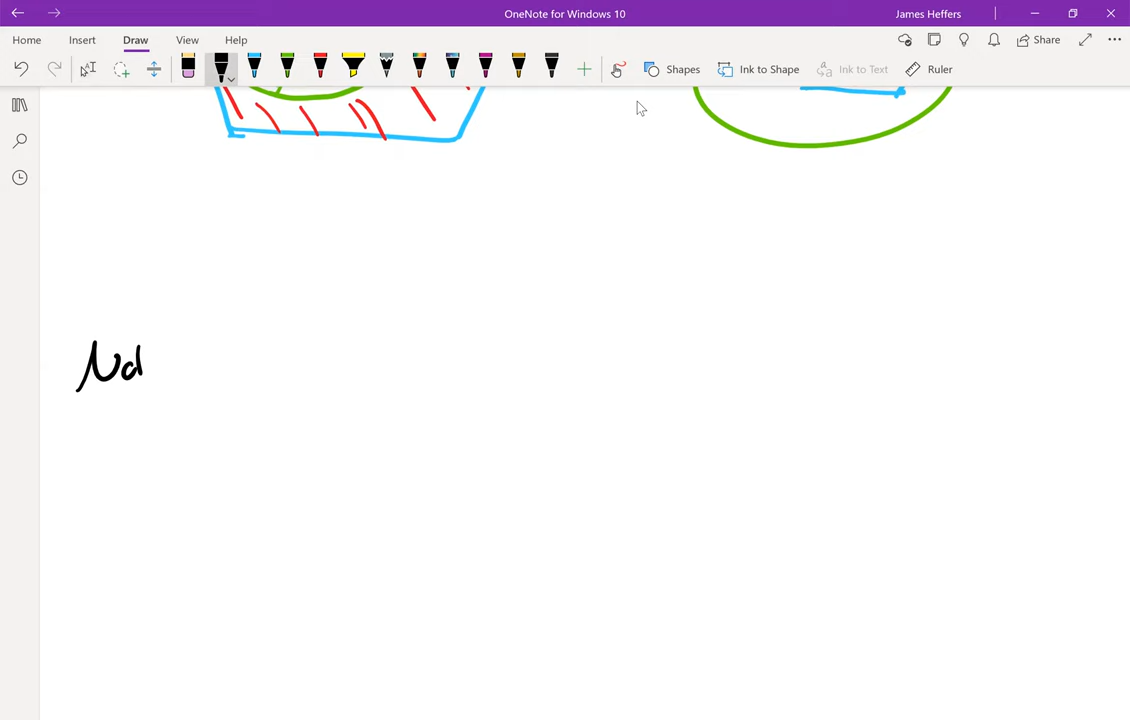 OneNote for Windows 10
James Heffers
Home Insert Draw View Help
Share
Shapes
Ink to Shape
Ink to Text
Ruler
Nd